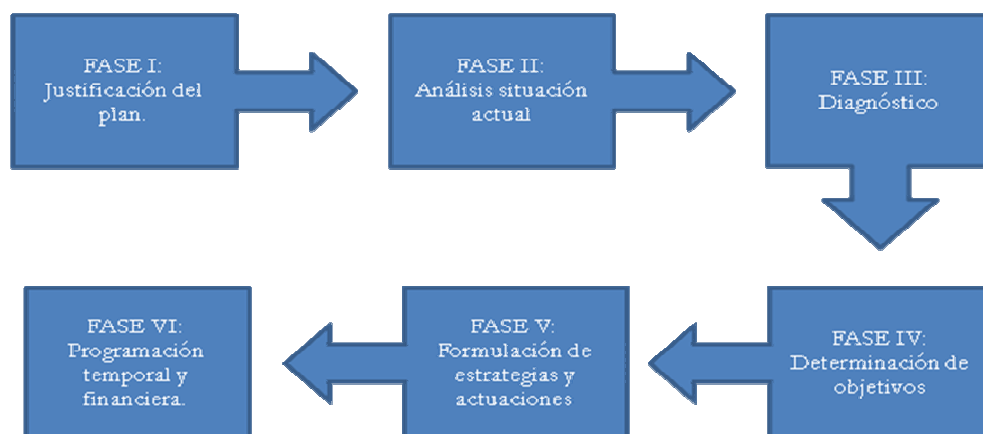 FASE I:
Justificación del
plan.
FASE II:
Análisis situación
actual
FASE III:
Diagnóstico
FASE IV:
Determinación de
objetivos
FASE V:
Formulación de
estrategias y
actuaciones
FASE VI:
Programación
temporal y
financiera.